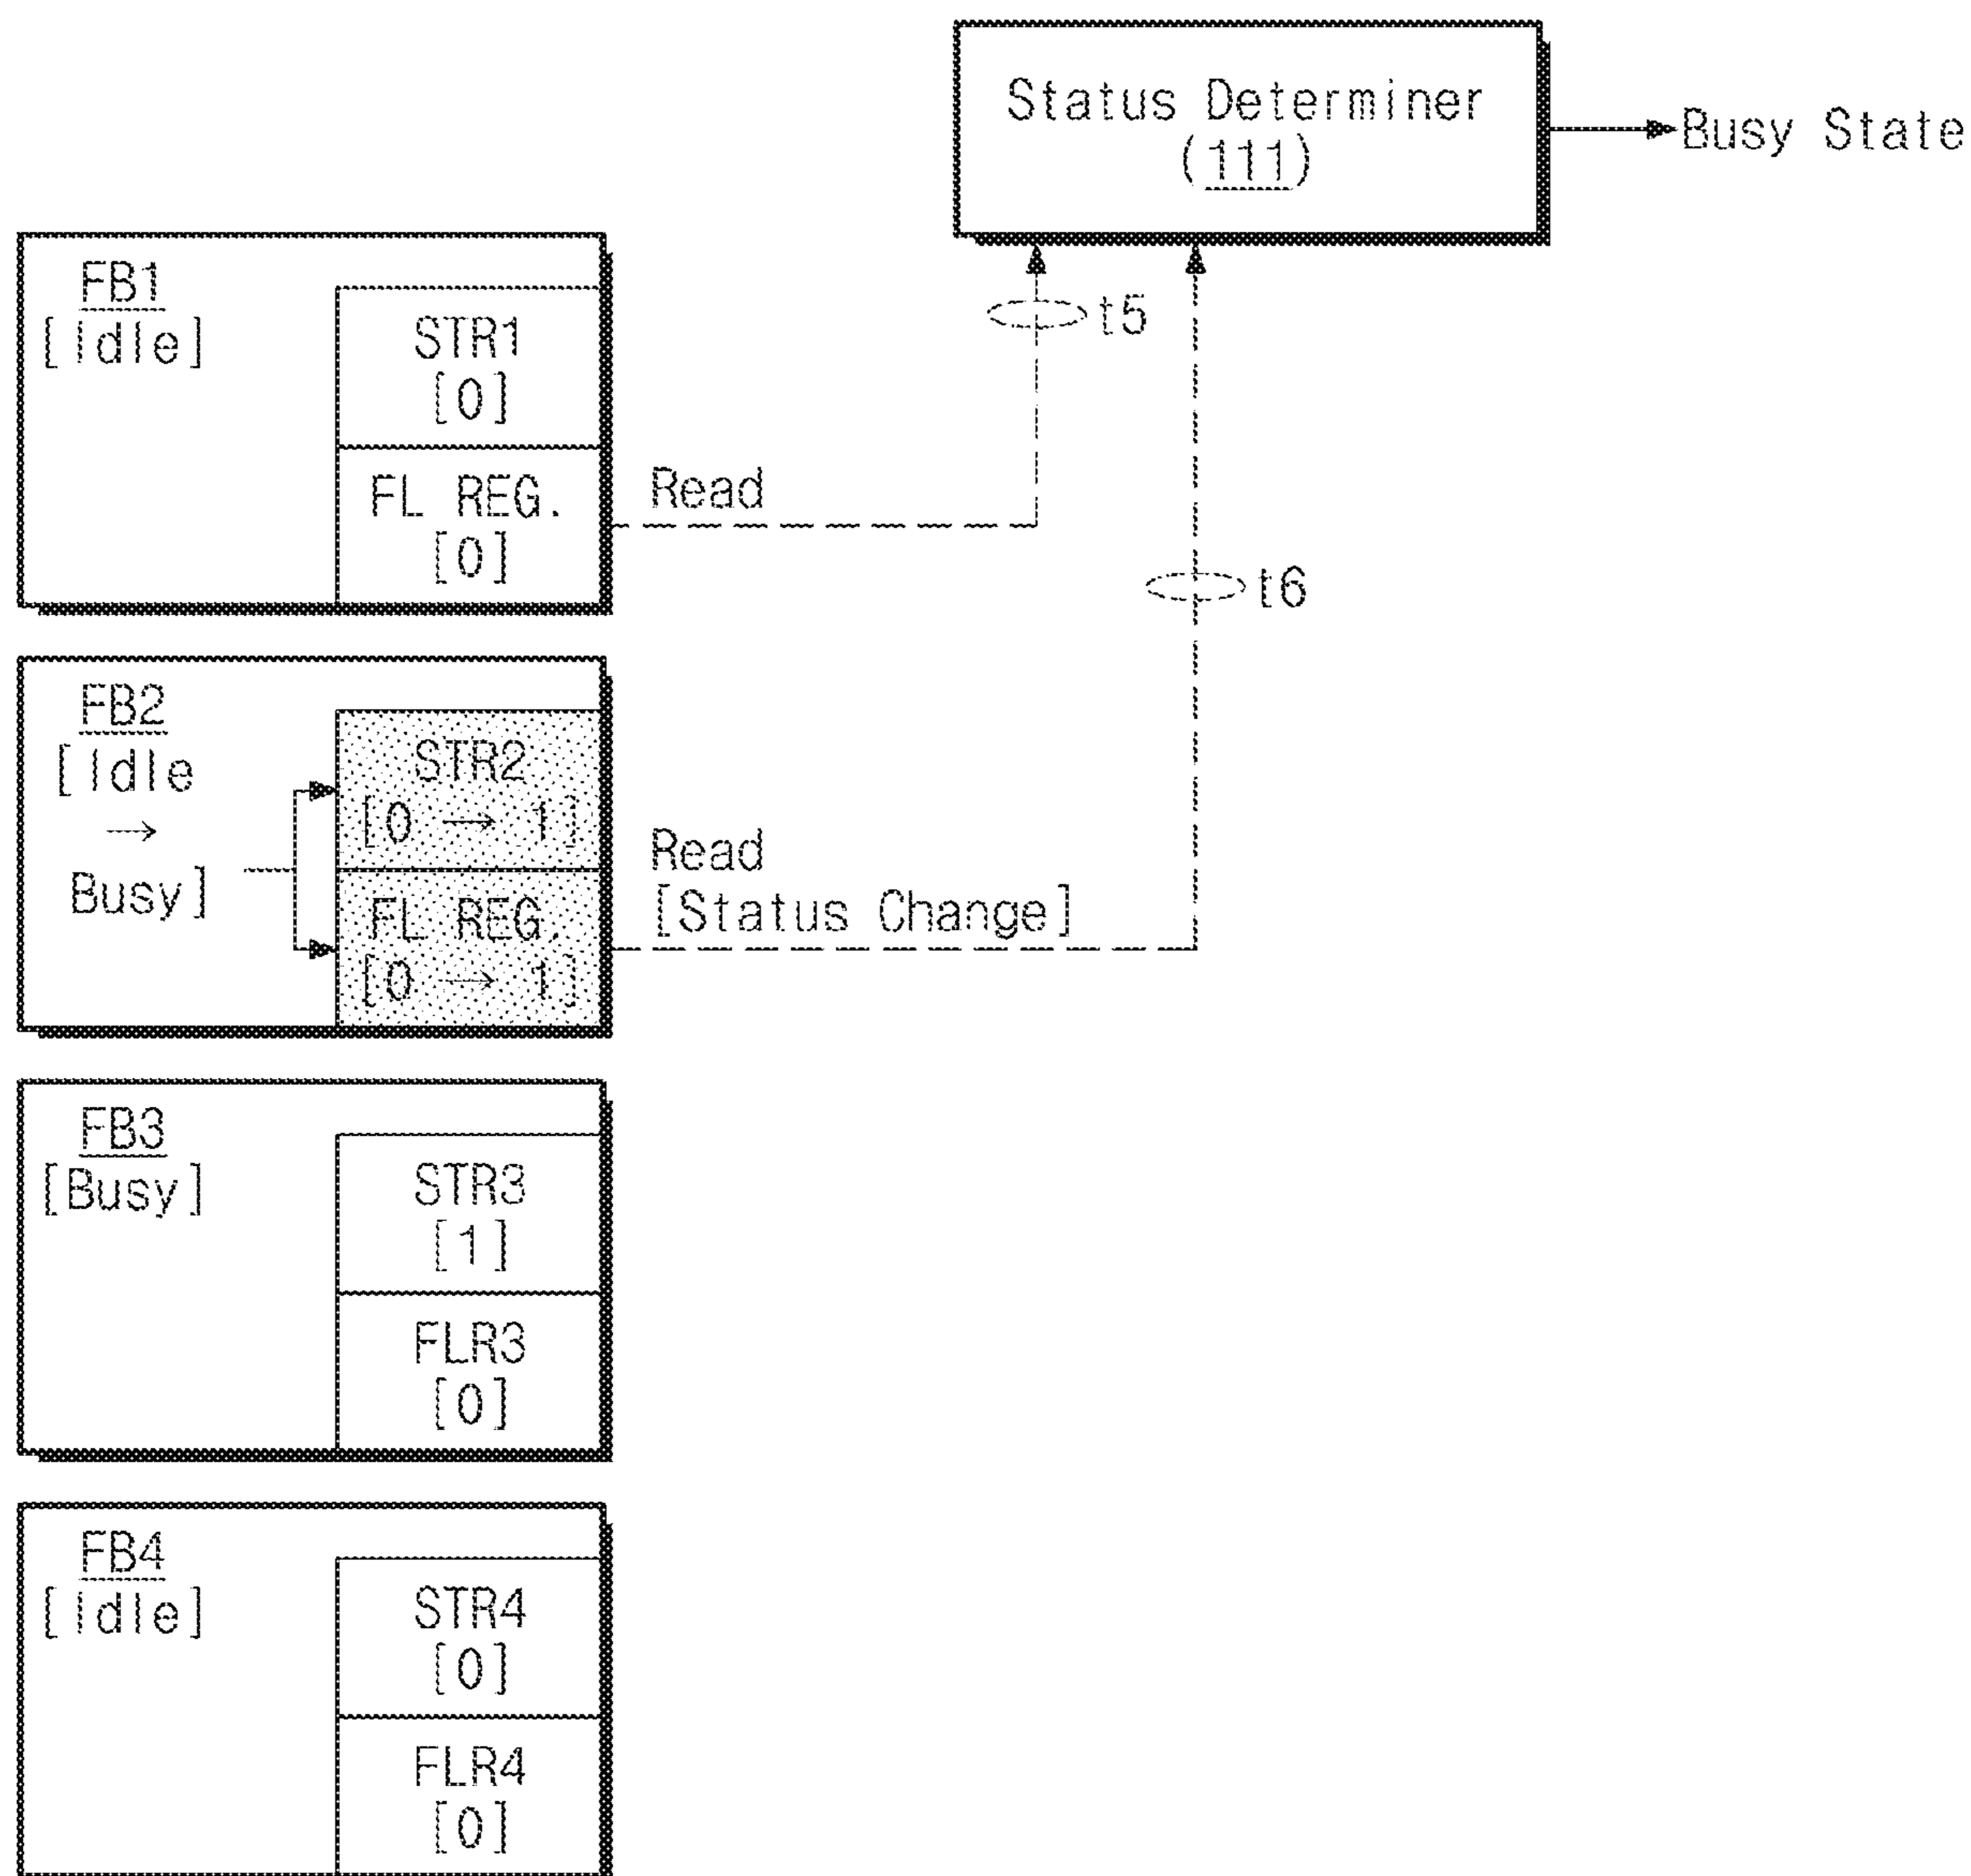 Status Determiner
(111)
Busy State
FB1
[Idle]
STR1
[0]
FL REG.
[0]
Read
t5
t6
FB2
[Idle
→
Busy]
STR2
[0 → 1]
FL REG.
[0 → 1]
Read
[Status Change]
FB3
[Busy]
STR3
[1]
FLR3
[0]
FB4
[Idle]
STR4
[0]
FLR4
[0]